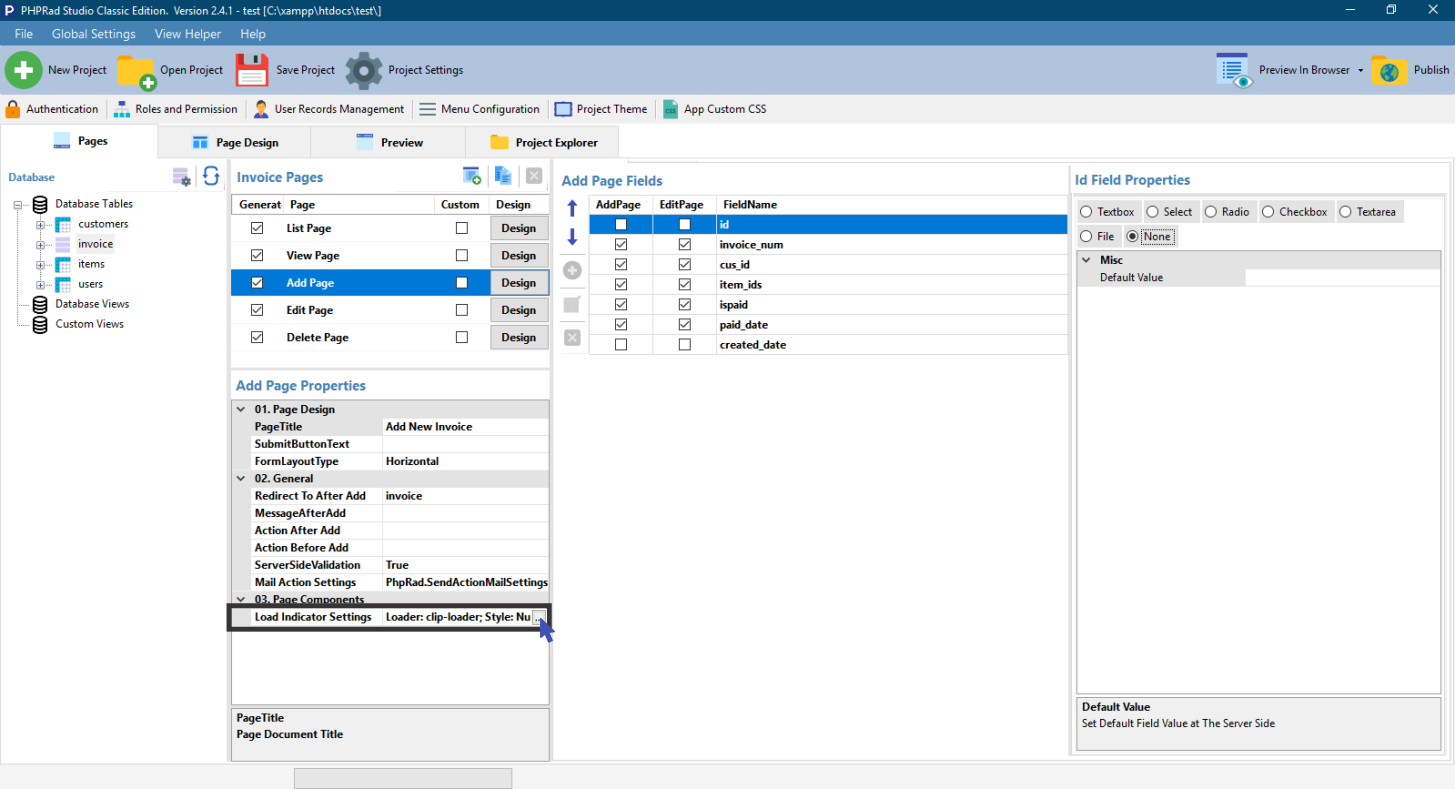 PHPRad Studio Classic Edition. Version 2.4.1 - test [C:\xampp\htdocs\test\]
File Global Settings View Helper Help
New Project Open Project Save Project Project Settings Preview In Browser Publish
Authentication Roles and Permission User Records Management Menu Configuration Project Theme App Custom CSS
Pages Page Design Preview Project Explorer
Database
Database Tables
customers
invoice
items
users
Database Views
Custom Views
Invoice Pages
Generat Page Custom Design
List Page Design
View Page Design
Add Page Design
Edit Page Design
Delete Page Design
Add Page Properties
01. Page Design
PageTitle Add New Invoice
SubmitButtonText
FormLayoutType Horizontal
02. General
Redirect To After Add invoice
MessageAfterAdd
Action After Add
Action Before Add
ServerSideValidation True
Mail Action Settings PhpRad.SendActionMailSettings
03. Page Components
Load Indicator Settings Loader: clip-loader; Style: Nu ...
PageTitle
Page Document Title
Add Page Fields
AddPage EditPage FieldName
id
invoice_num
cus_id
item_ids
ispaid
paid_date
created_date
Id Field Properties
Textbox Select Radio Checkbox Textarea
File None
Misc
Default Value
Default Value
Set Default Field Value at The Server Side